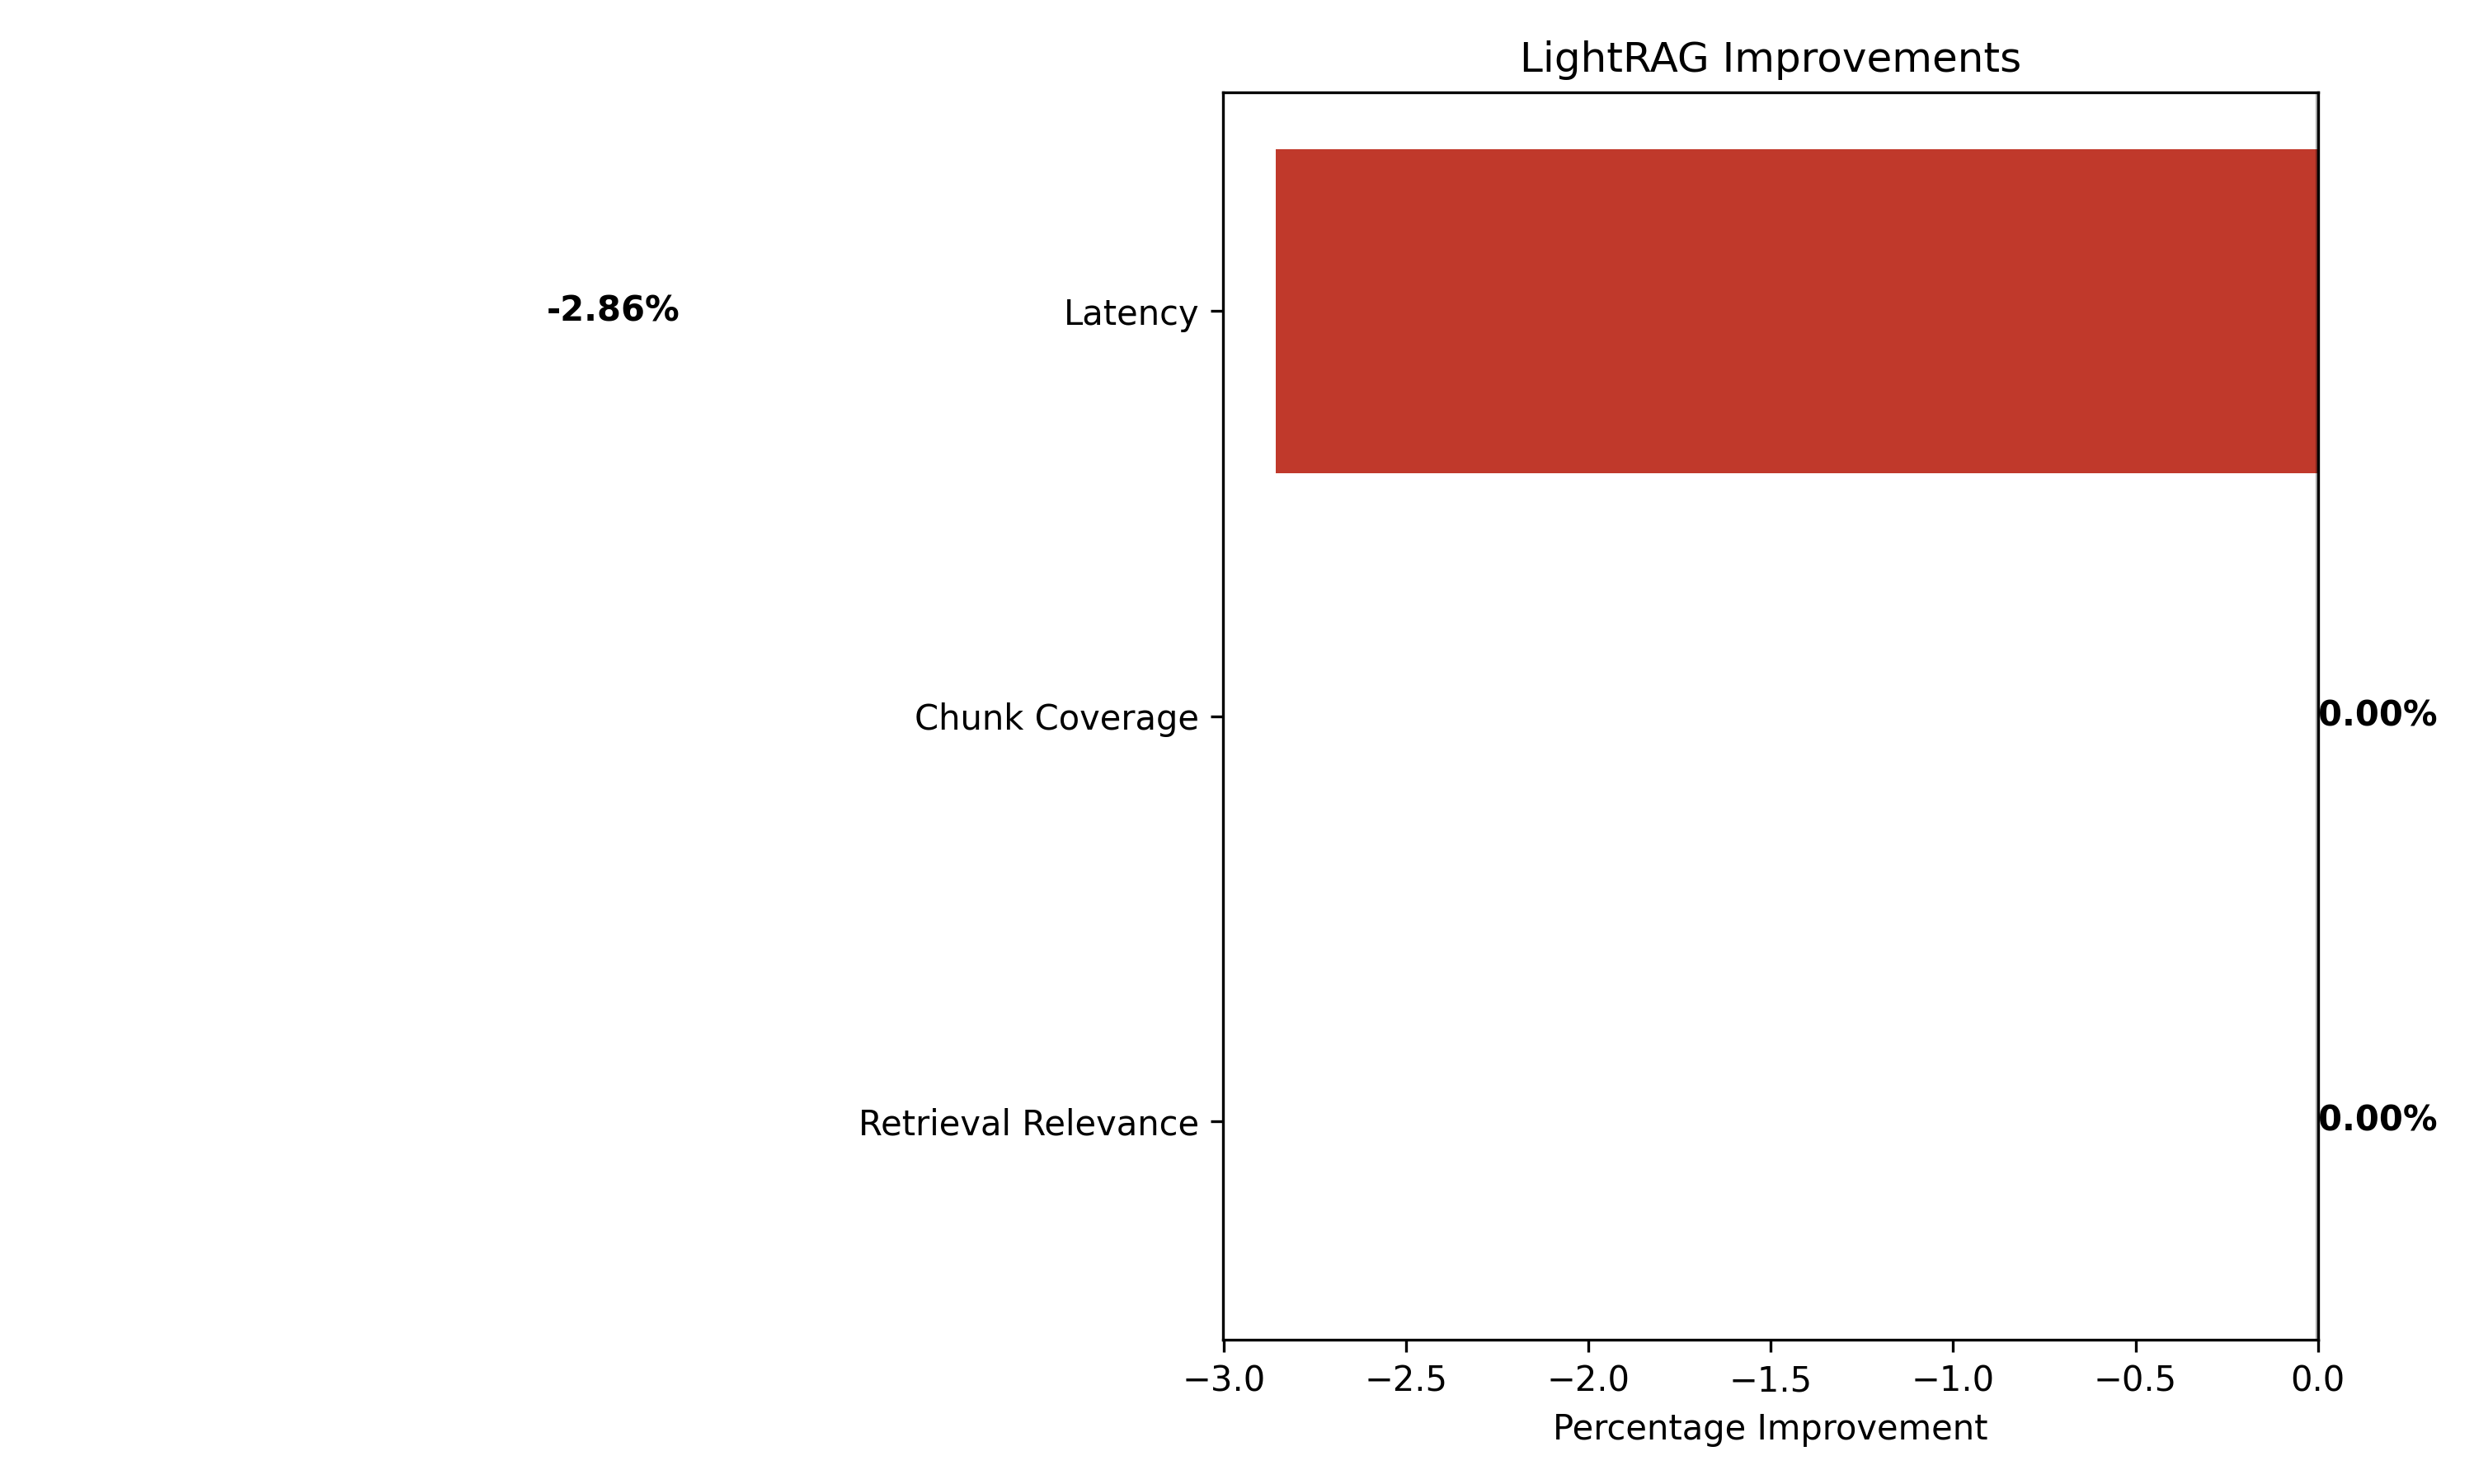 LightRAG Improvements
-2.86%
Latency
Chunk Coverage
0.00%
Retrieval Relevance
0.00%
−3.0 −2.5 −2.0 −1.5 −1.0 −0.5 0.0
Percentage Improvement